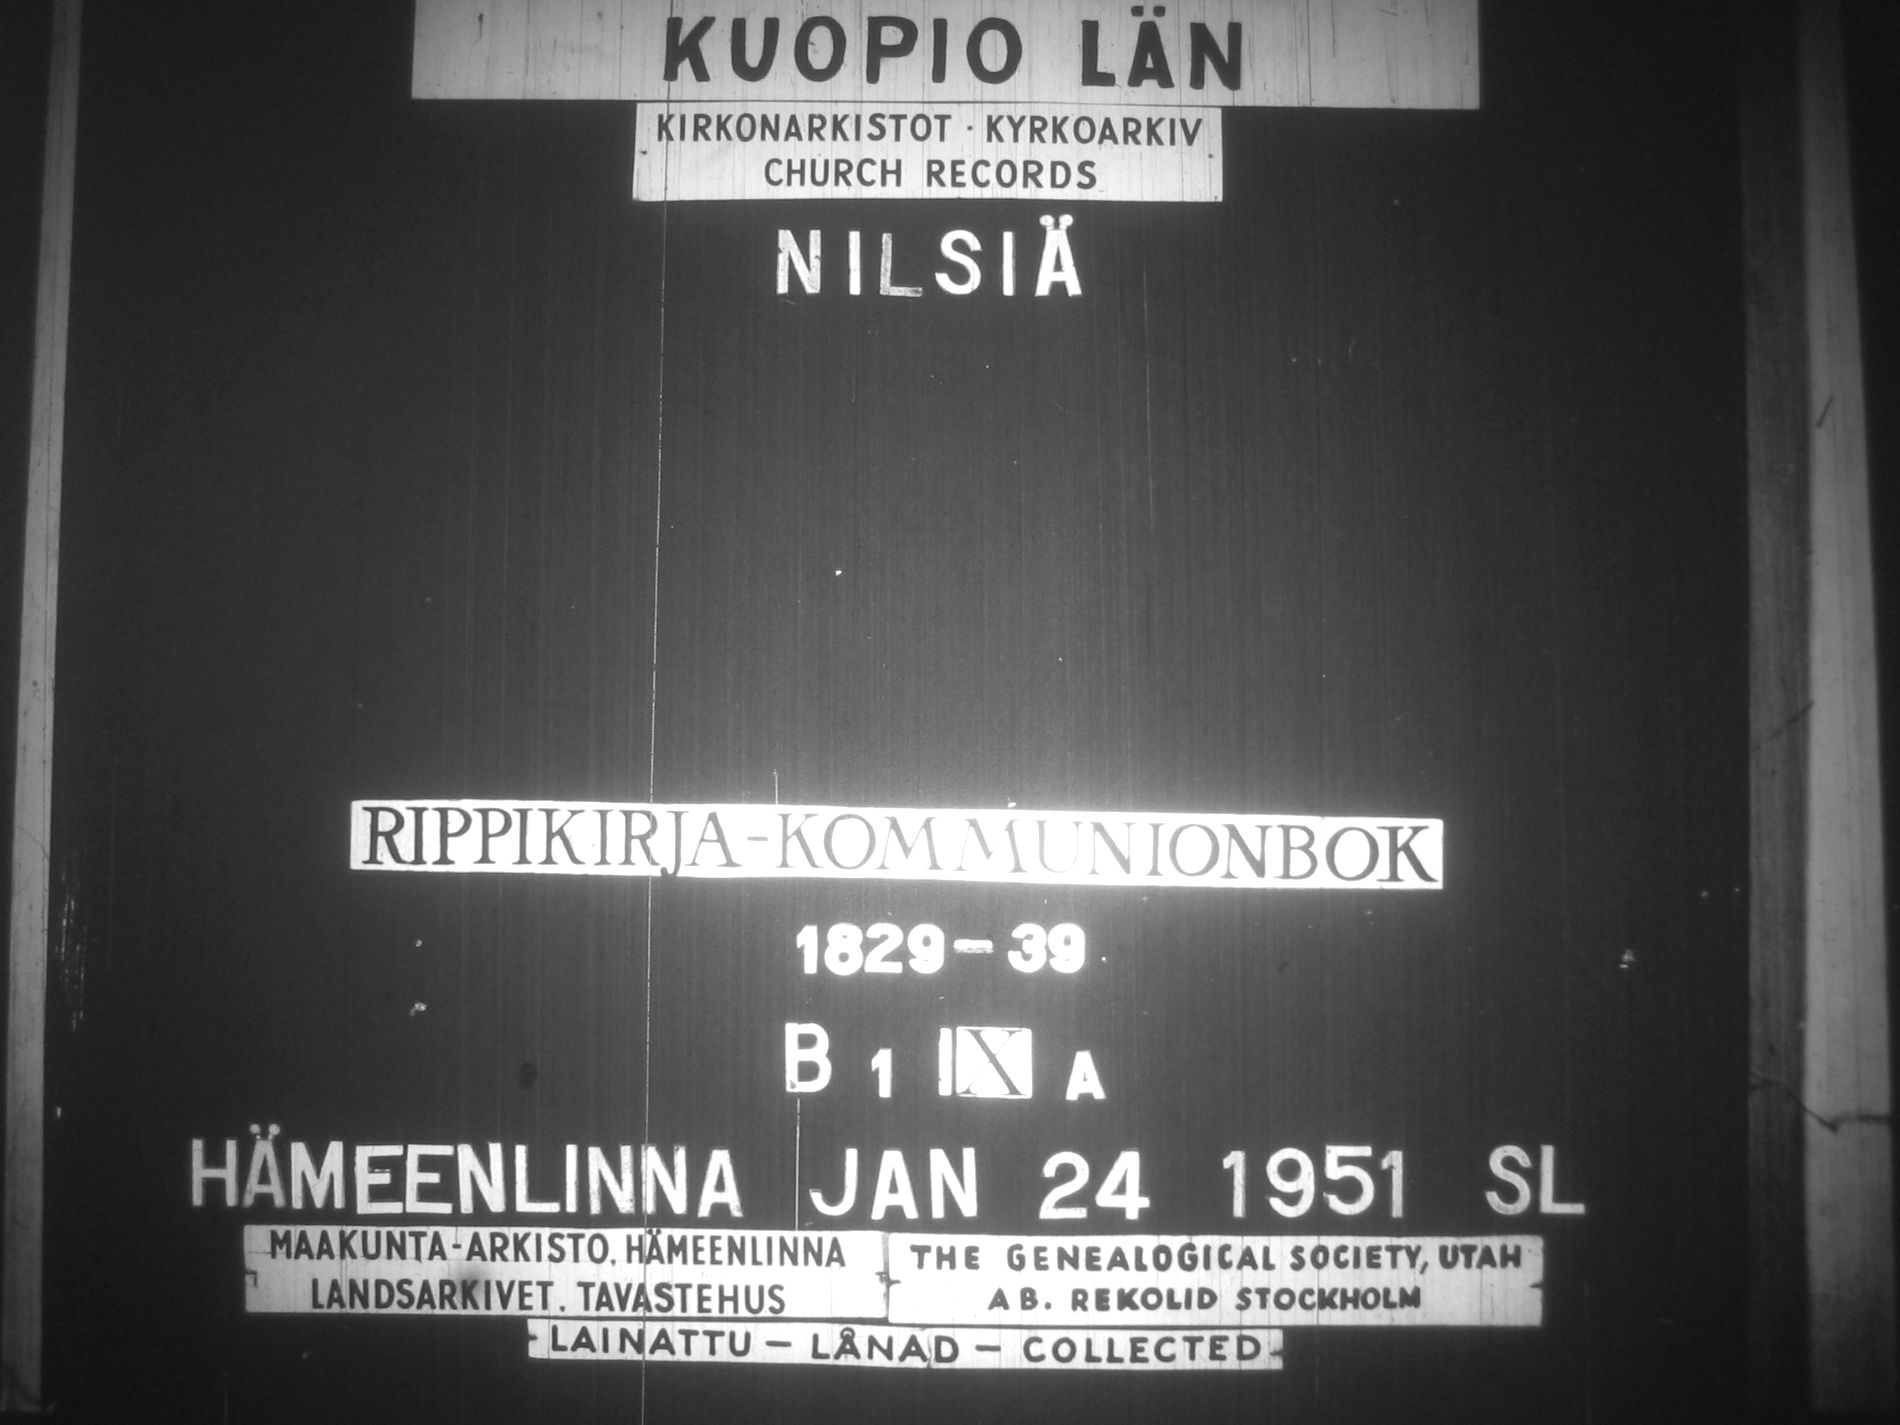 KUOPIO LÄN
KIRKONARKISTOT · KYRKOARKIV
CHURCH RECORDS
NILSIÄ
RIPPIKIRJA-KOMMUNIONBOK
1829-39
B 1 IX A
HÄMEENLINNA JAN 24 1951 SL
MAAKUNTA-ARKISTO, HÄMEENLINNA
LANDSARKIVET. TAVASTEHUS
THE GENEALOGICAL SOCIETY, UTAH
AB. REKOLID STOCKHOLM
LAINATTU - LÅNAD - COLLECTED